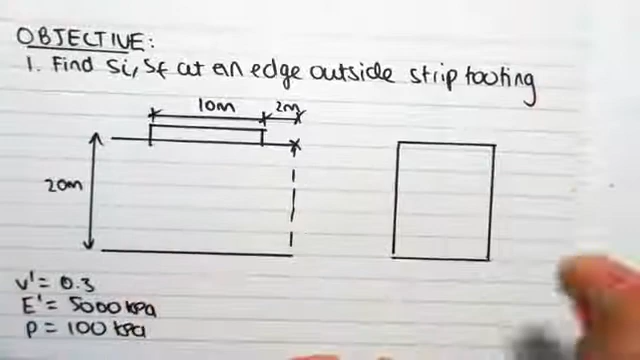 OBJECTIVE:
1. Find Si, Sf at an edge outside strip footing
10m 2m
20m
v' = 0.3
E' = 5000 kPa
p = 100 kPa